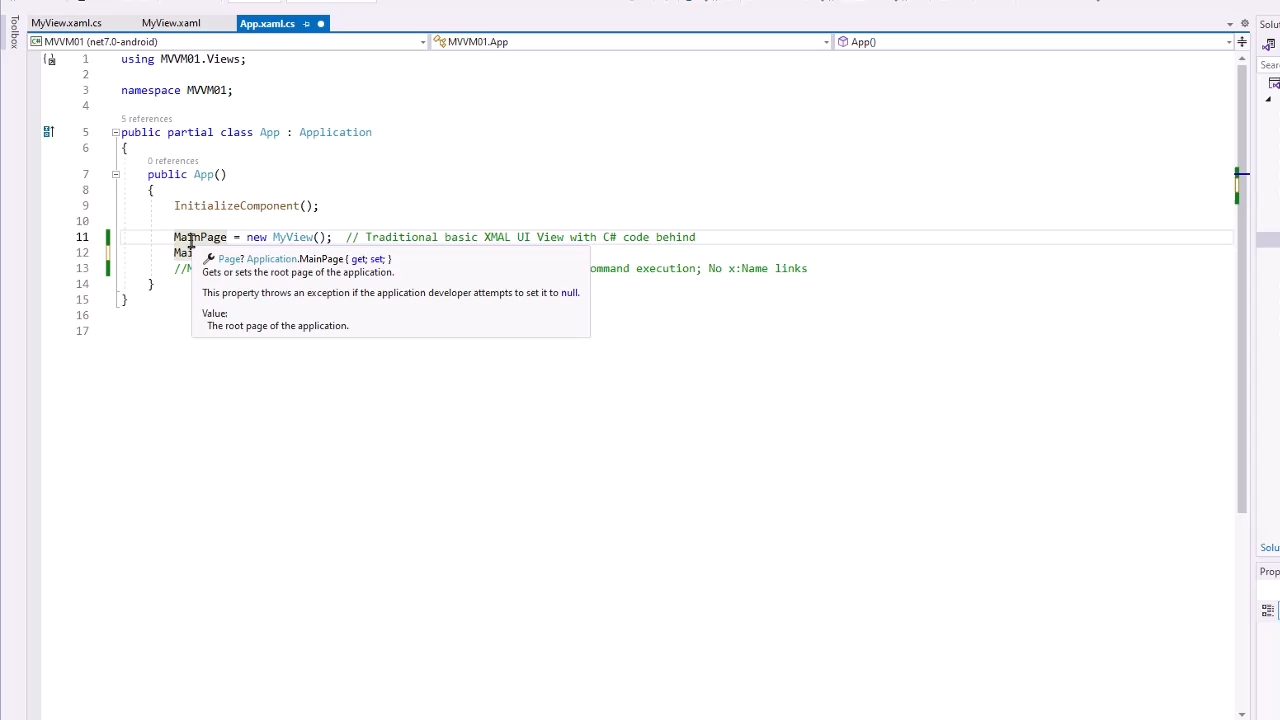 Toolbox
MyView.xaml.cs
MyView.xaml
App.xaml.cs
MVVM01 (net7.0-android)
MVVM01.App
App()
1 using MVVM01.Views;
2
3 namespace MVVM01;
4
5 references
5 public partial class App : Application
6 {
0 references
7 public App()
8 {
9 InitializeComponent();
10
11 MainPage = new MyView();  // Traditional basic XMAL UI View with C# code behind
12
Page? Application.MainPage { get; set; }
13 // ommand execution; No x:Name links
Gets or sets the root page of the application.
14 }
This property throws an exception if the application developer attempts to set it to null.
15 }
Value:
16
The root page of the application.
17
Solut
Sear
Solu
Prop